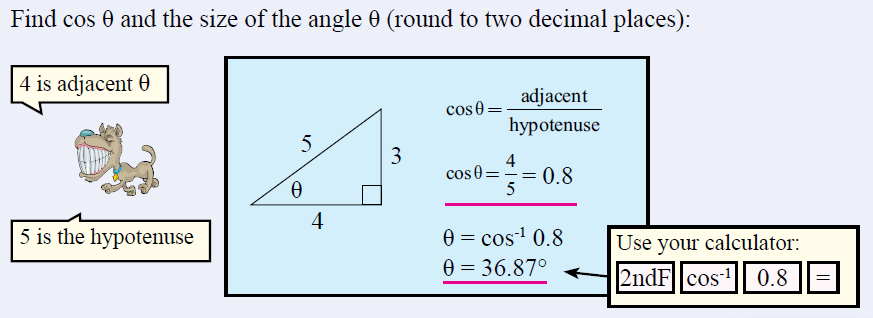 Find cos θ and the size of the angle θ (round to two decimal places):
4 is adjacent θ
5 is the hypotenuse
5
3
θ
4
cosθ = adjacent / hypotenuse
cosθ = 4/5 = 0.8
θ = cos⁻¹ 0.8
θ = 36.87°
Use your calculator:
2ndF cos⁻¹ 0.8 =